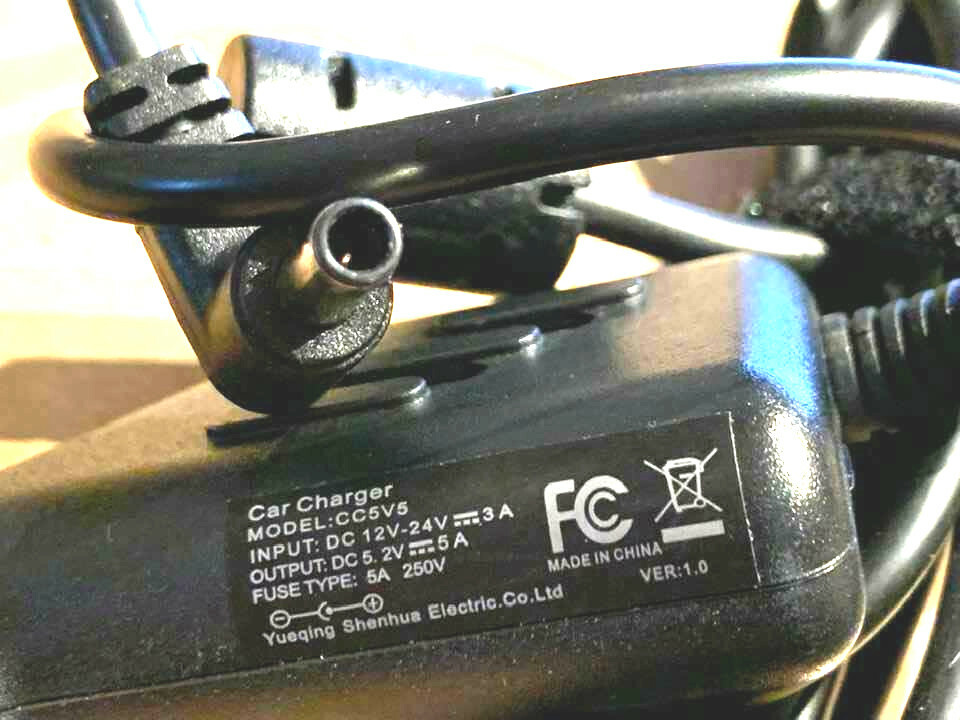 Car Charger
MODEL:CC5V5
INPUT: DC 12V-24V ⎓3 A
OUTPUT: DC 5. 2V ⎓5 A
FUSE TYPE: 5A 250V
Yueqing Shenhua Electric.Co.Ltd
FC
MADE IN CHINA
VER:1.0